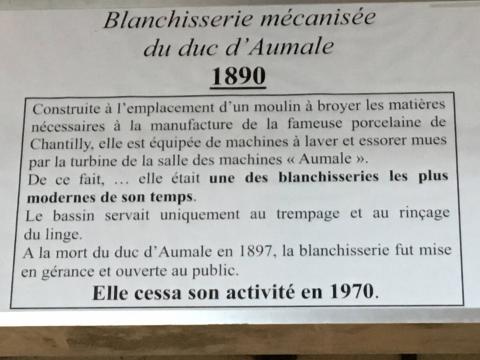 Blanchisserie mécanisée
du duc d'Aumale
1890
Construite à l'emplacement d'un moulin à broyer les matières
nécessaires à la manufacture de la fameuse porcelaine de
Chantilly, elle est équipée de machines à laver et essorer mues
par la turbine de la salle des machines « Aumale ».
De ce fait, … elle était une des blanchisseries les plus
modernes de son temps.
Le bassin servait uniquement au trempage et au rinçage
du linge.
A la mort du duc d'Aumale en 1897, la blanchisserie fut mise
en gérance et ouverte au public.
Elle cessa son activité en 1970.